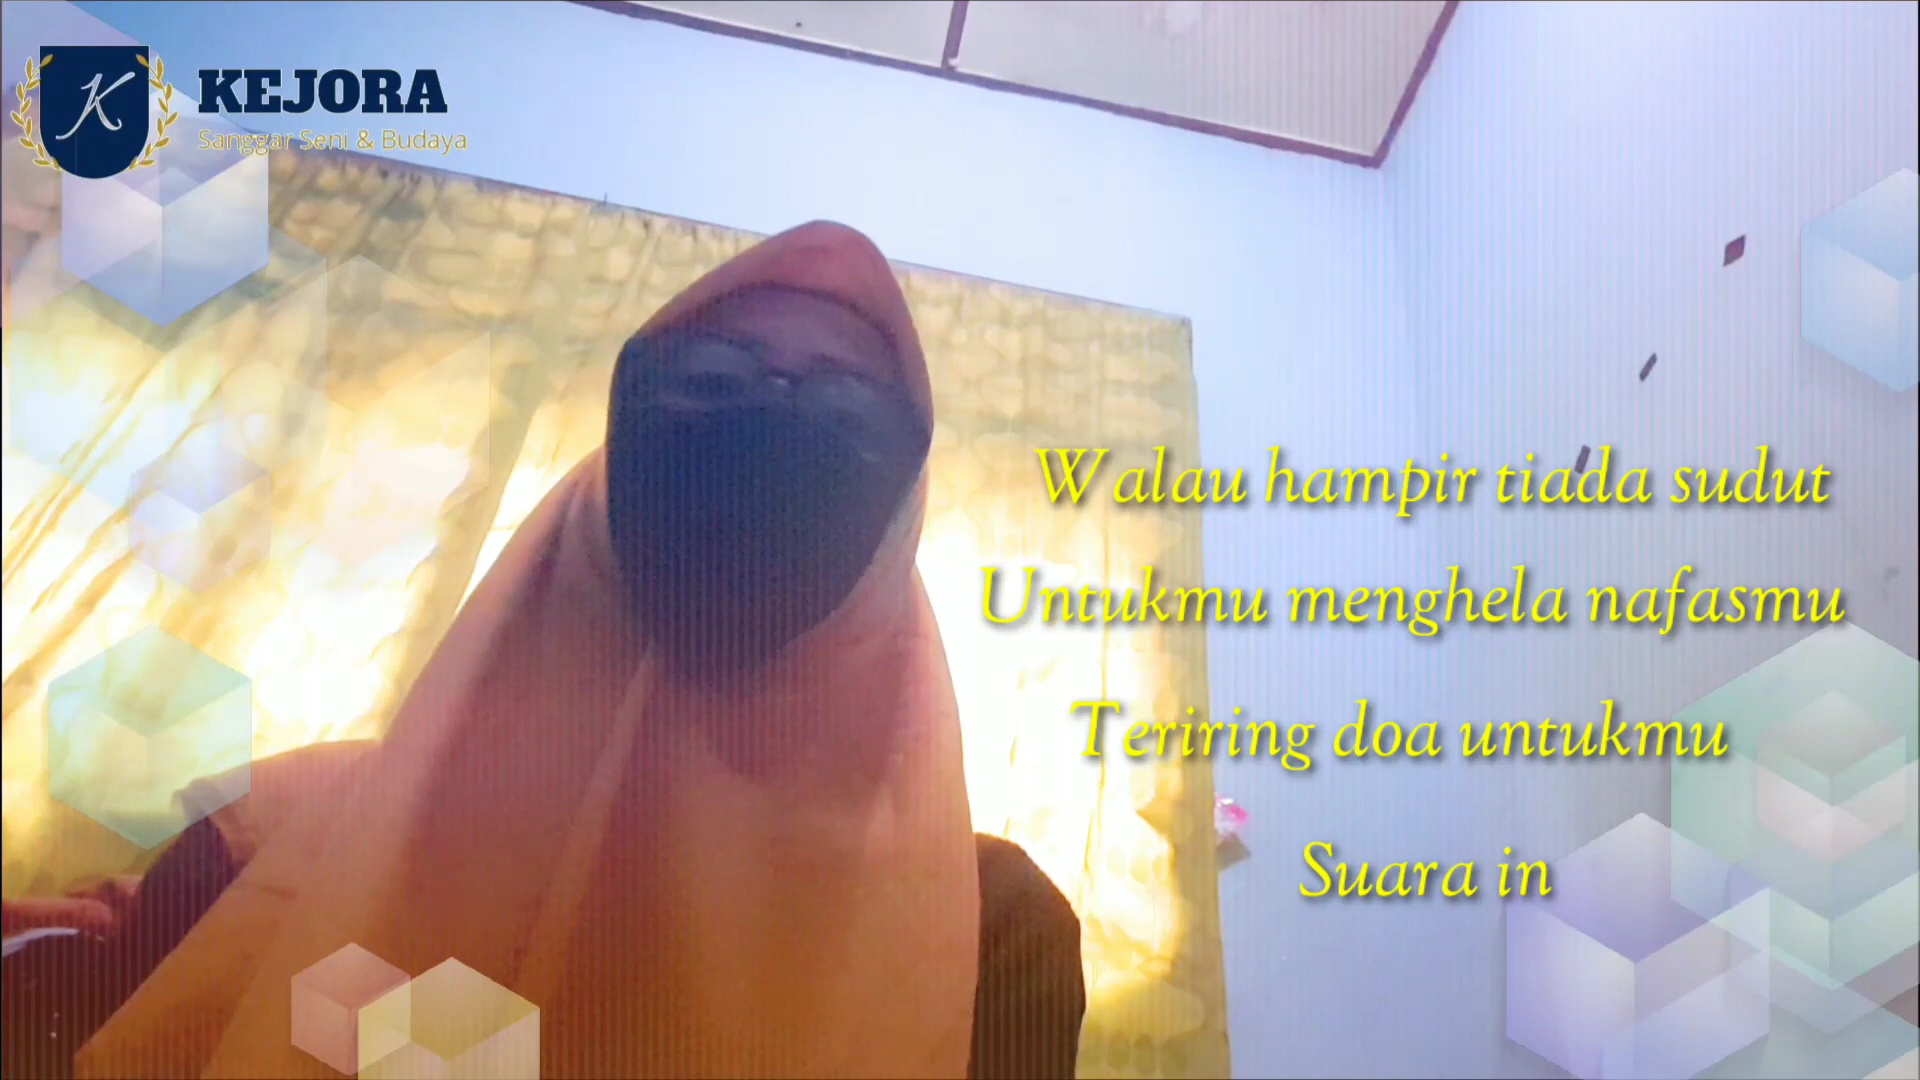 K
KEJORA
Sanggar Seni & Budaya
Walau hampir tiada sudut
Untukmu menghela nafasmu
Teriring doa untukmu
Suara in